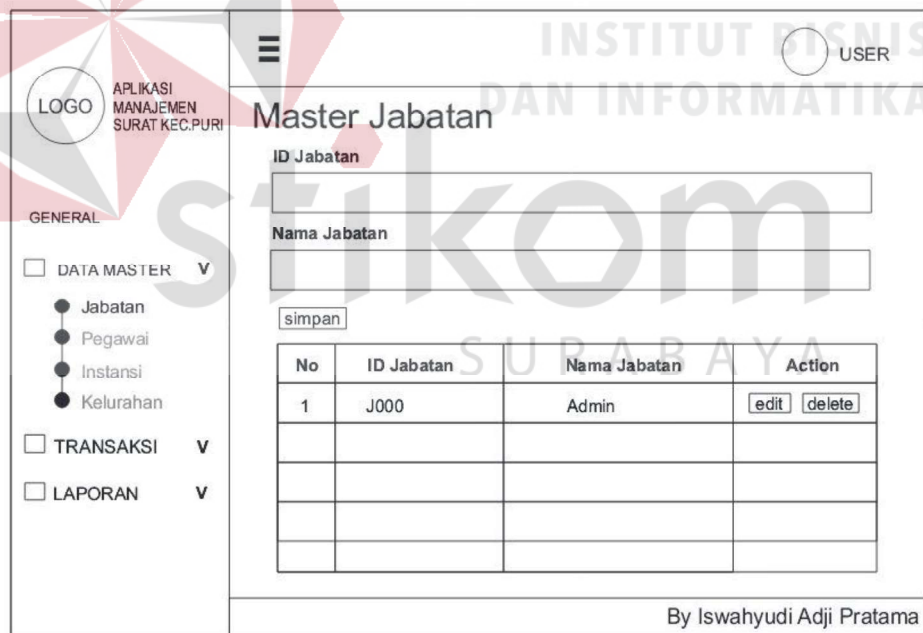 INSTITUT BISNIS
DAN INFORMATIKA
stikom
SURABAYA
LOGO
APLIKASI
MANAJEMEN
SURAT KEC.PURI
USER
GENERAL
DATA MASTER V
Jabatan
Pegawai
Instansi
Kelurahan
TRANSAKSI V
LAPORAN V
Master Jabatan
ID Jabatan
Nama Jabatan
simpan
No ID Jabatan Nama Jabatan Action
1 J000 Admin edit delete
By Iswahyudi Adji Pratama